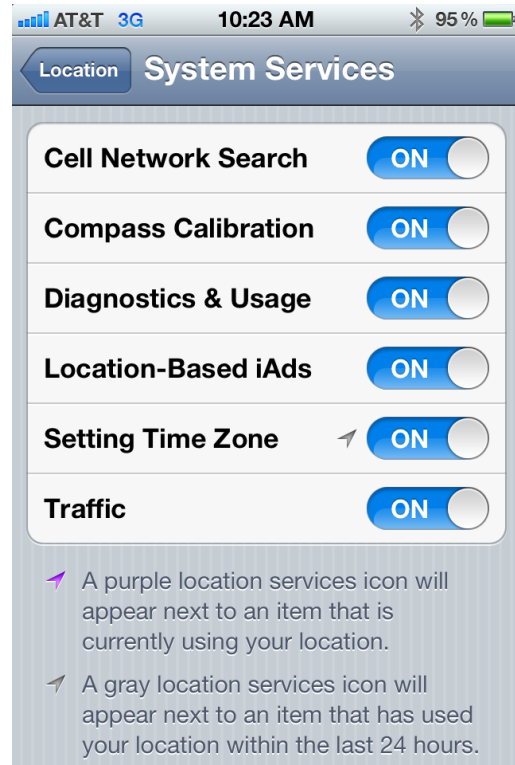 AT&T 3G 10:23 AM 95%
Location System Services
Cell Network Search ON
Compass Calibration ON
Diagnostics & Usage ON
Location-Based iAds ON
Setting Time Zone ON
Traffic ON
A purple location services icon will
appear next to an item that is
currently using your location.
A gray location services icon will
appear next to an item that has used
your location within the last 24 hours.